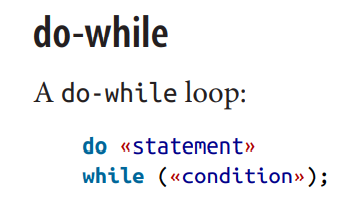 do-while
A do-while loop:
do «statement»
while («condition»);